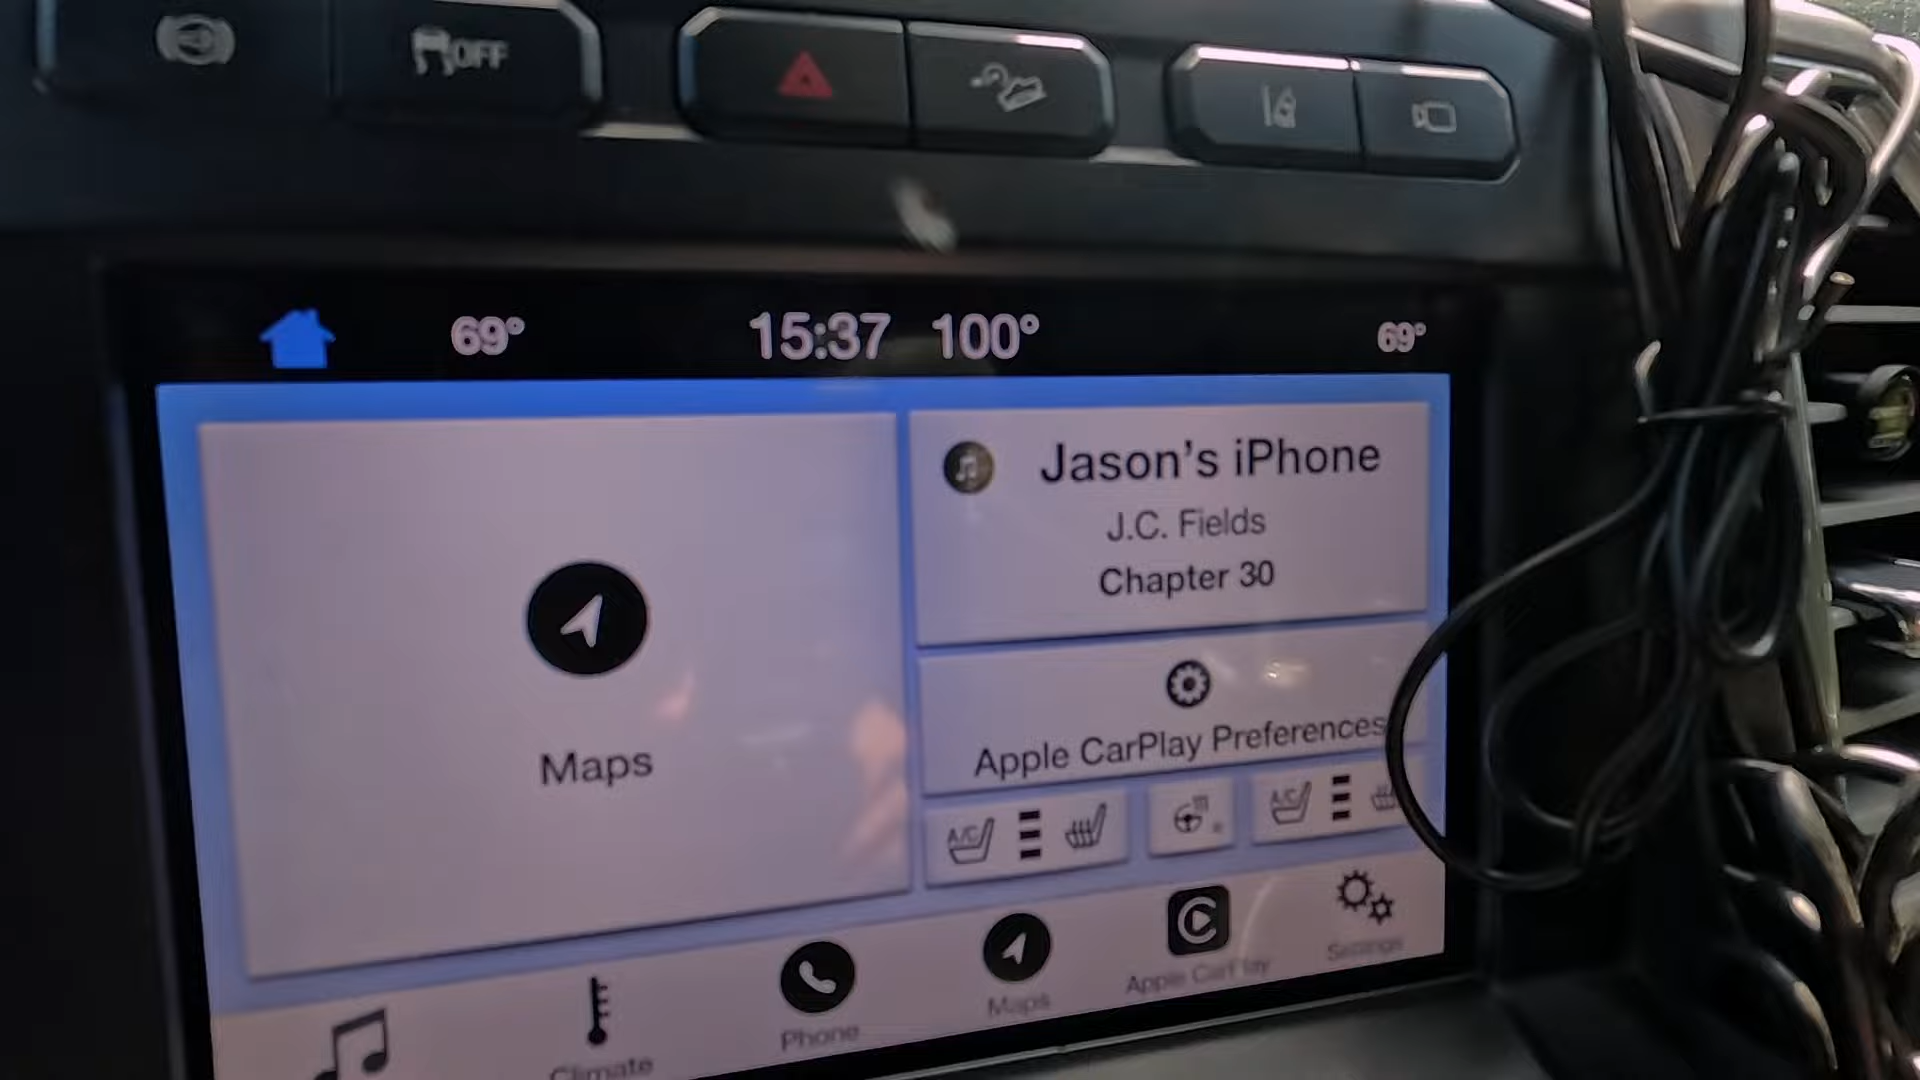 OFF
69° 15:37 100° 69°
Jason's iPhone
J.C. Fields
Chapter 30
Maps
Apple CarPlay Preferences
A/C A/C
Climate
Phone
Maps
Apple CarPlay
Settings